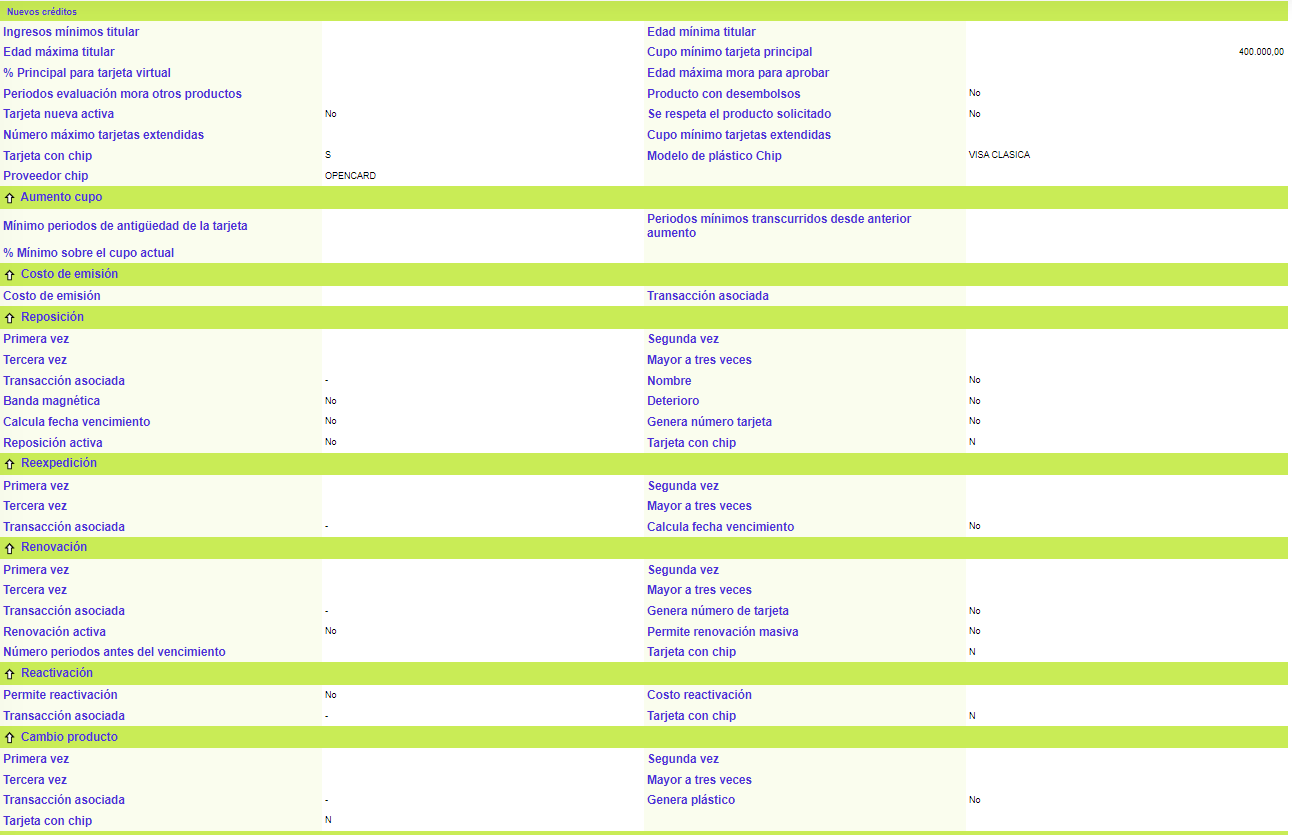 Nuevos créditos
Ingresos mínimos titular Edad mínima titular
Edad máxima titular Cupo mínimo tarjeta principal 400.000,00
% Principal para tarjeta virtual Edad máxima mora para aprobar
Periodos evaluación mora otros productos Producto con desembolsos No
Tarjeta nueva activa No Se respeta el producto solicitado No
Número máximo tarjetas extendidas Cupo mínimo tarjetas extendidas
Tarjeta con chip S Modelo de plástico Chip VISA CLASICA
Proveedor chip OPENCARD
Aumento cupo
Mínimo periodos de antigüedad de la tarjeta Periodos mínimos transcurridos desde anterior
aumento
% Mínimo sobre el cupo actual
Costo de emisión
Costo de emisión Transacción asociada
Reposición
Primera vez Segunda vez
Tercera vez Mayor a tres veces
Transacción asociada - Nombre No
Banda magnética No Deterioro No
Calcula fecha vencimiento No Genera número tarjeta No
Reposición activa No Tarjeta con chip N
Reexpedición
Primera vez Segunda vez
Tercera vez Mayor a tres veces
Transacción asociada - Calcula fecha vencimiento No
Renovación
Primera vez Segunda vez
Tercera vez Mayor a tres veces
Transacción asociada - Genera número de tarjeta No
Renovación activa No Permite renovación masiva No
Número periodos antes del vencimiento Tarjeta con chip N
Reactivación
Permite reactivación No Costo reactivación
Transacción asociada - Tarjeta con chip N
Cambio producto
Primera vez Segunda vez
Tercera vez Mayor a tres veces
Transacción asociada - Genera plástico No
Tarjeta con chip N